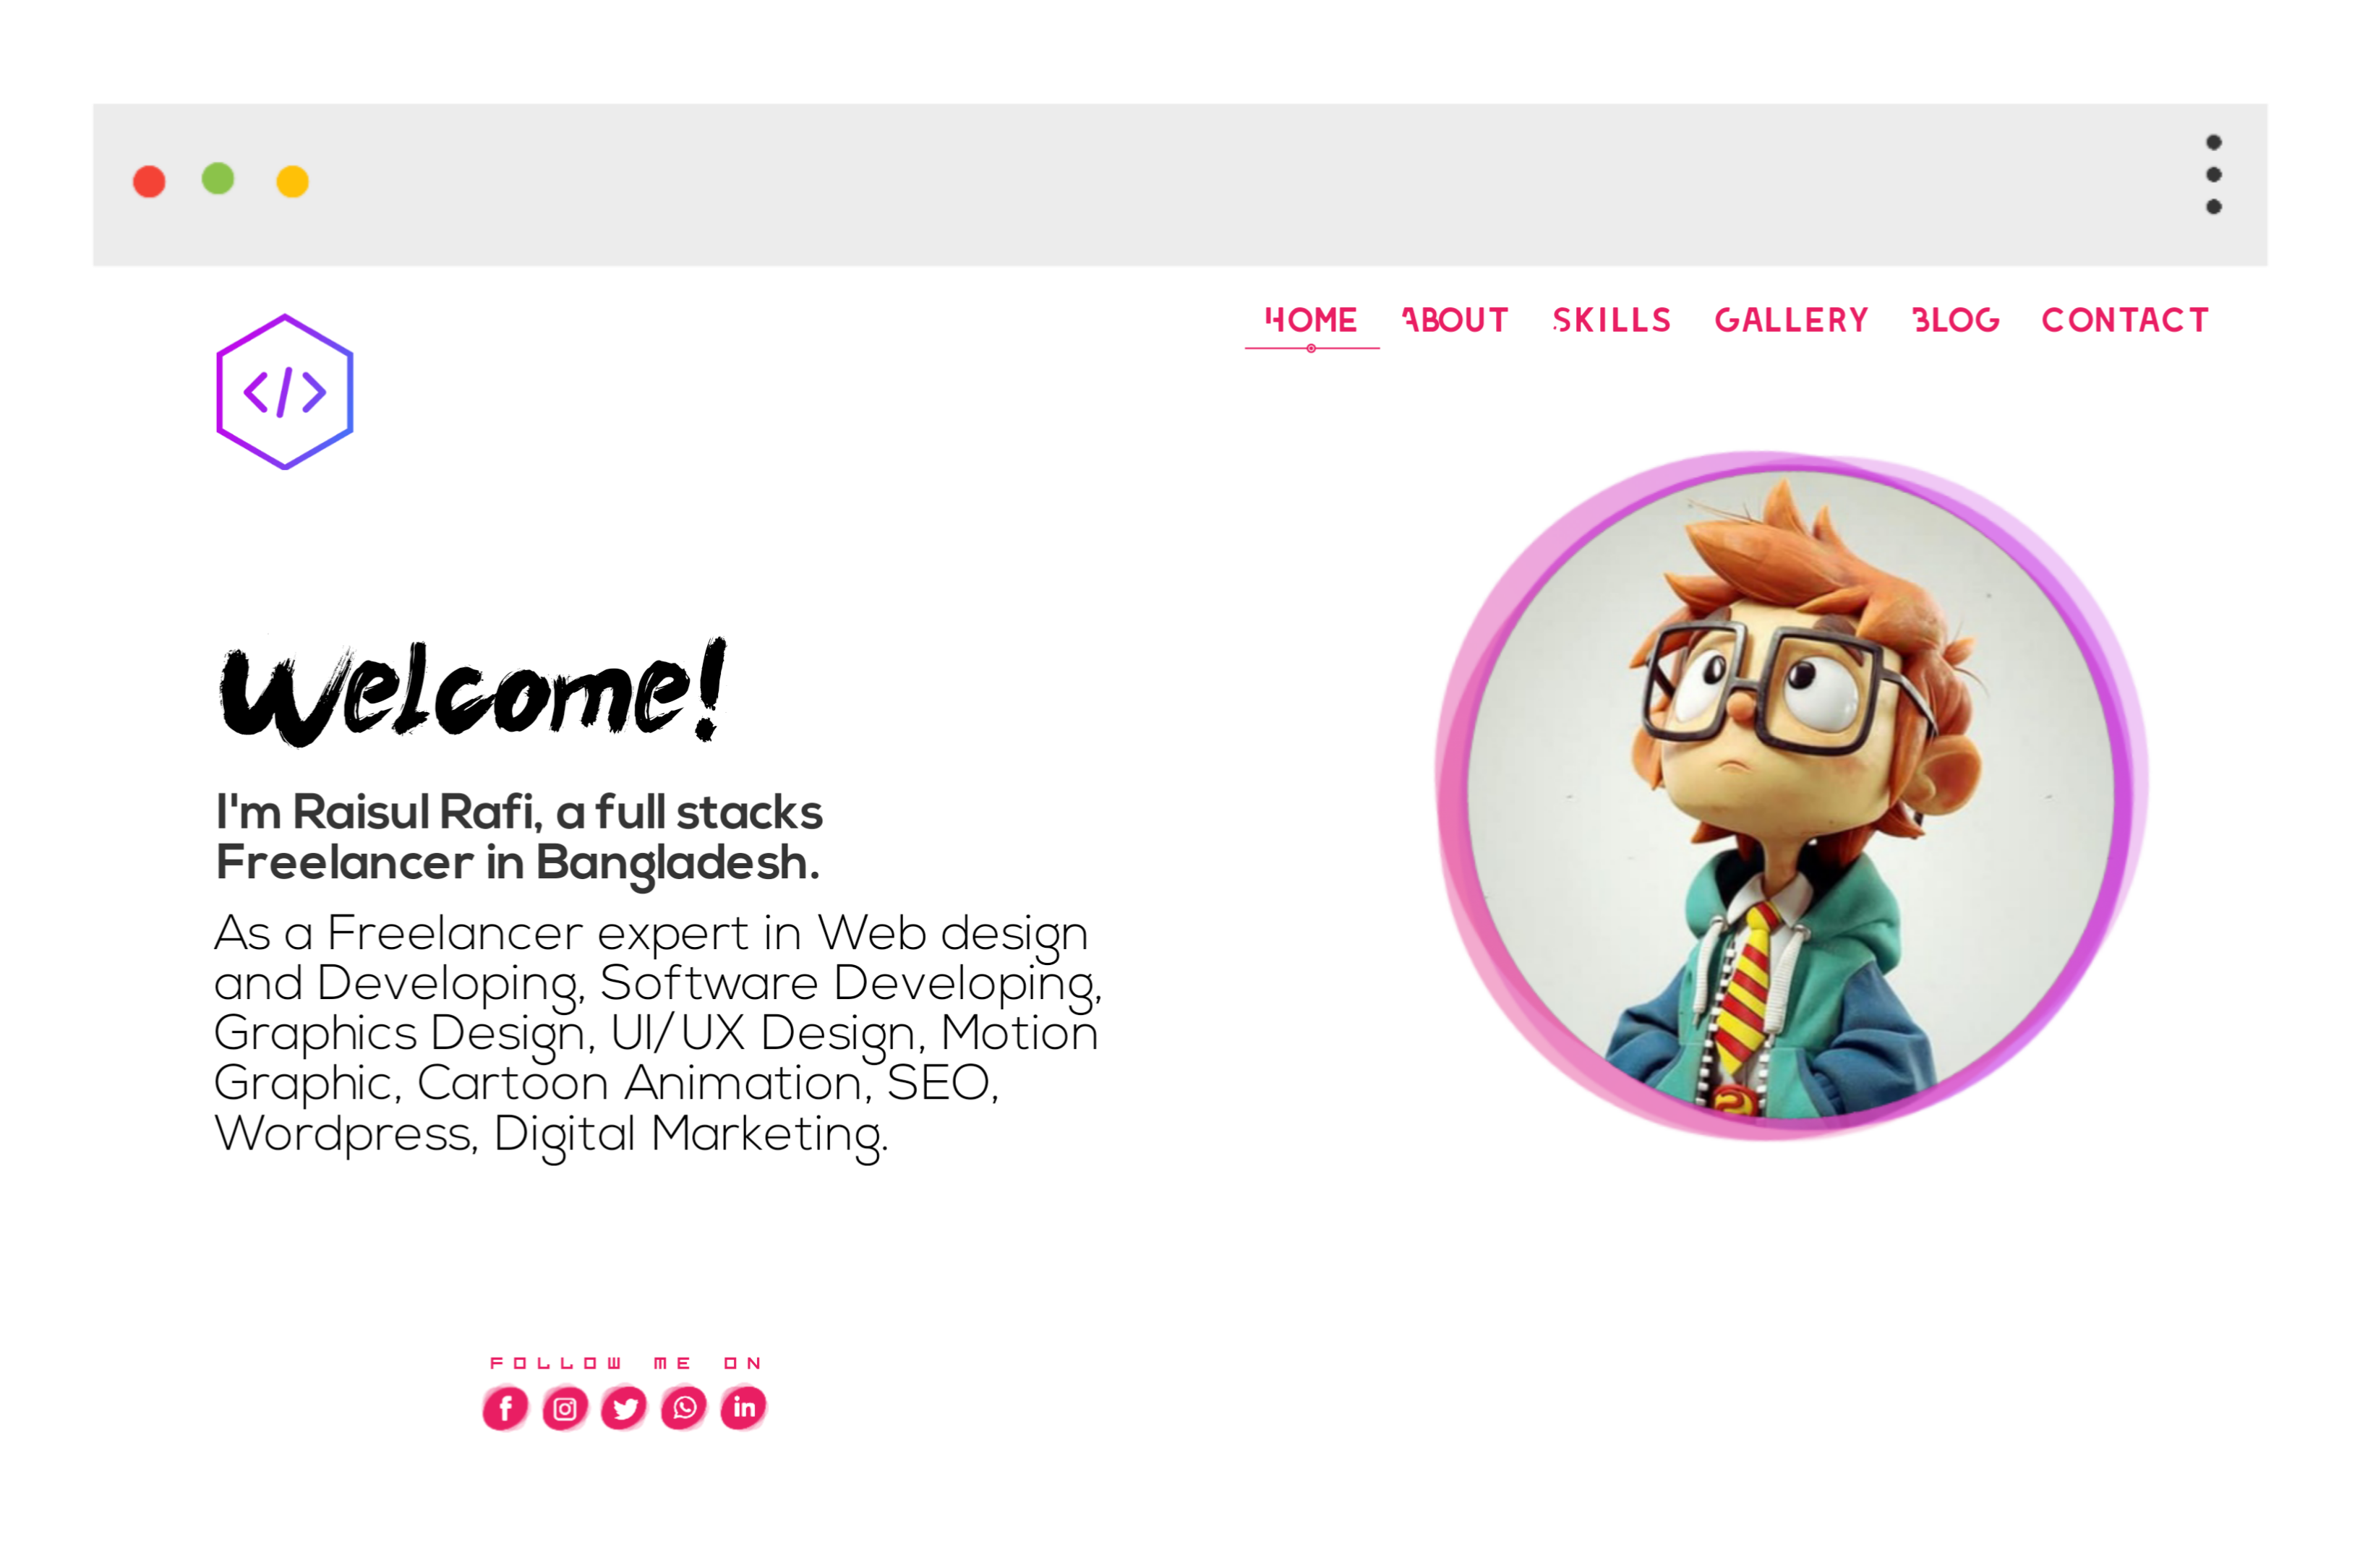 HOME ABOUT SKILLS GALLERY BLOG CONTACT
</>
Welcome!
I'm Raisul Rafi, a full stacks
Freelancer in Bangladesh.
As a Freelancer expert in Web design
and Developing, Software Developing,
Graphics Design, UI/UX Design, Motion
Graphic, Cartoon Animation, SEO,
Wordpress, Digital Marketing.
FOLLOW ME ON
f in